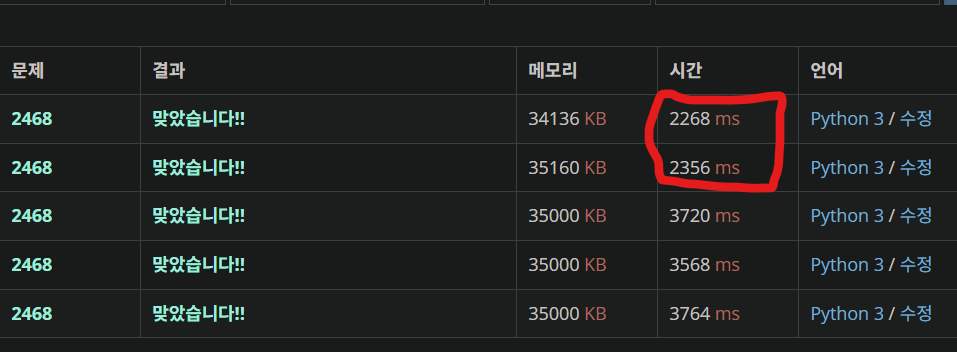 문제 결과 메모리 시간 언어
2468 맞았습니다!! 34136 KB 2268 ms Python 3 / 수정
2468 맞았습니다!! 35160 KB 2356 ms Python 3 / 수정
2468 맞았습니다!! 35000 KB 3720 ms Python 3 / 수정
2468 맞았습니다!! 35000 KB 3568 ms Python 3 / 수정
2468 맞았습니다!! 35000 KB 3764 ms Python 3 / 수정